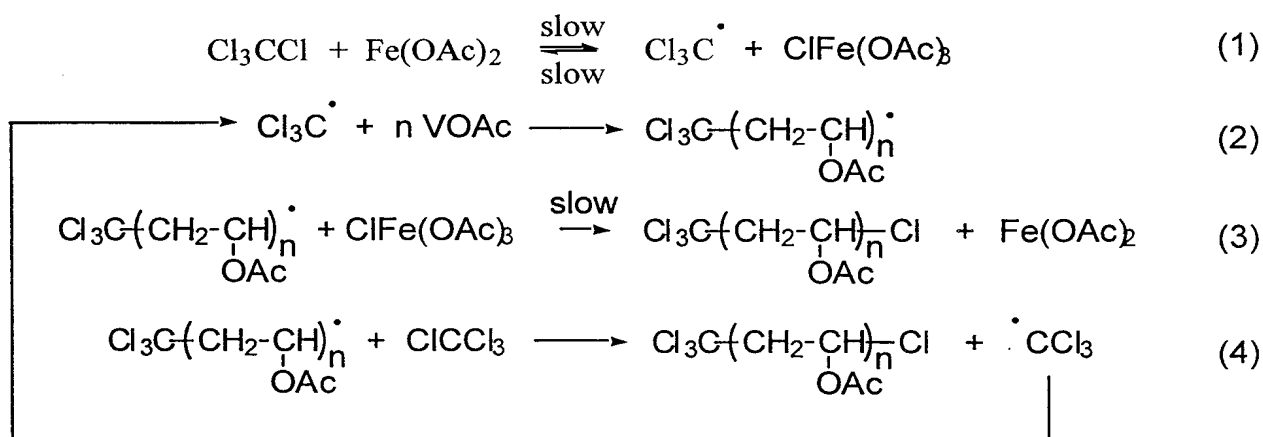 slow
Cl₃CCl + Fe(OAc)₂ ⇌ Cl₃C• + ClFe(OAc)₃ (1)
slow
Cl₃C• + n VOAc ⟶ Cl₃C-(CH₂-CH)n• (2)
OAc
slow
Cl₃C-(CH₂-CH)n• + ClFe(OAc)₃ ⟶ Cl₃C-(CH₂-CH)n-Cl + Fe(OAc)₂ (3)
OAc OAc
Cl₃C-(CH₂-CH)n• + ClCCl₃ ⟶ Cl₃C-(CH₂-CH)n-Cl + •CCl₃ (4)
OAc OAc